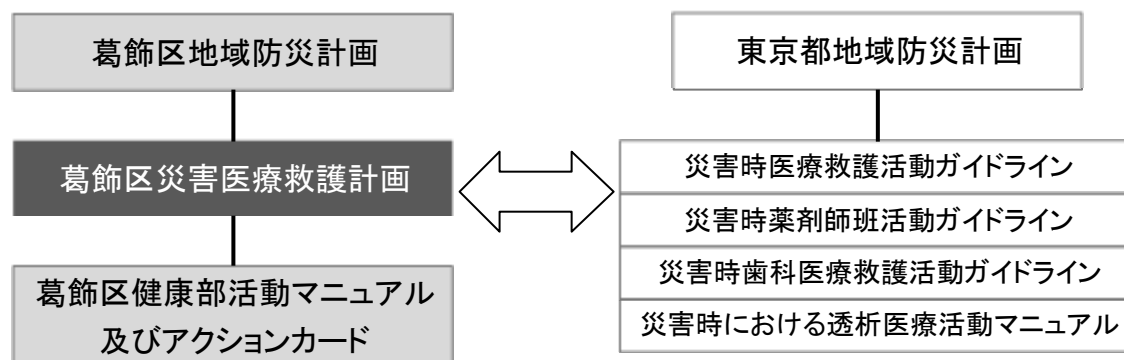 葛飾区地域防災計画
葛飾区災害医療救護計画
葛飾区健康部活動マニュアル
及びアクションカード
東京都地域防災計画
災害時医療救護活動ガイドライン
災害時薬剤師班活動ガイドライン
災害時歯科医療救護活動ガイドライン
災害時における透析医療活動マニュアル